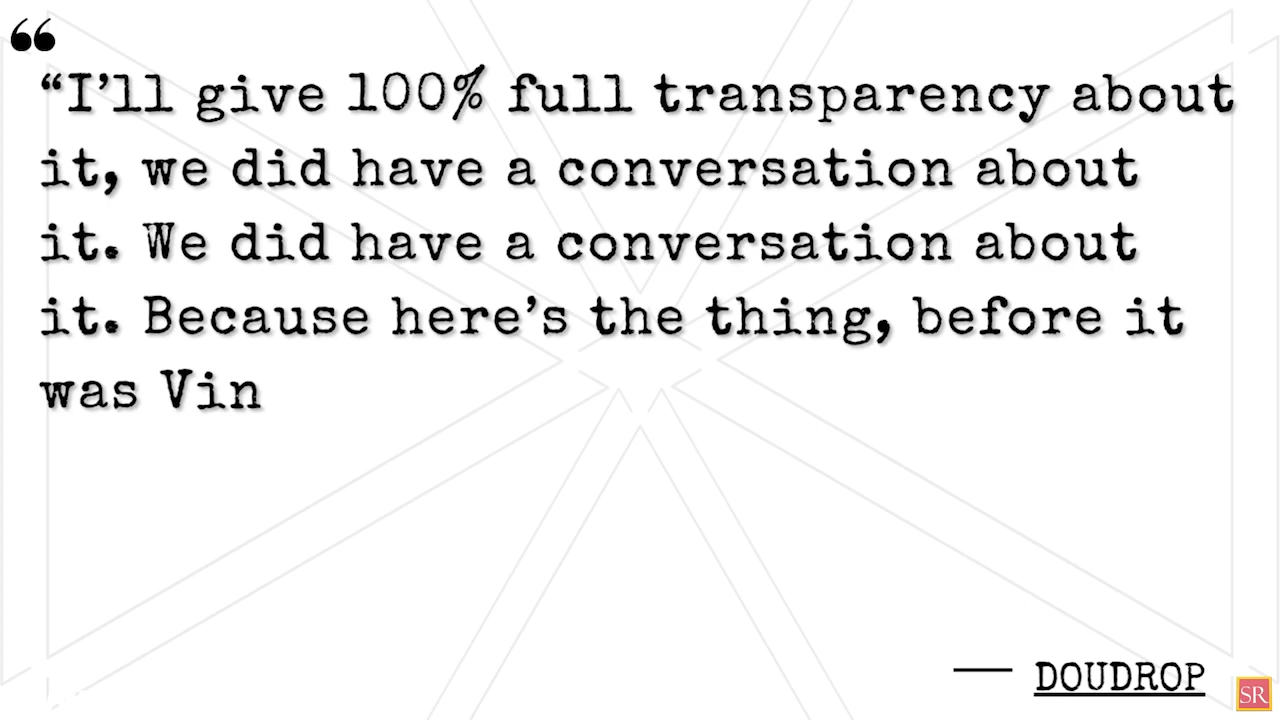 ❝
“I’ll give 100% full transparency about
it, we did have a conversation about
it. We did have a conversation about
it. Because here’s the thing, before it
was Vin
— DOUDROP
SR